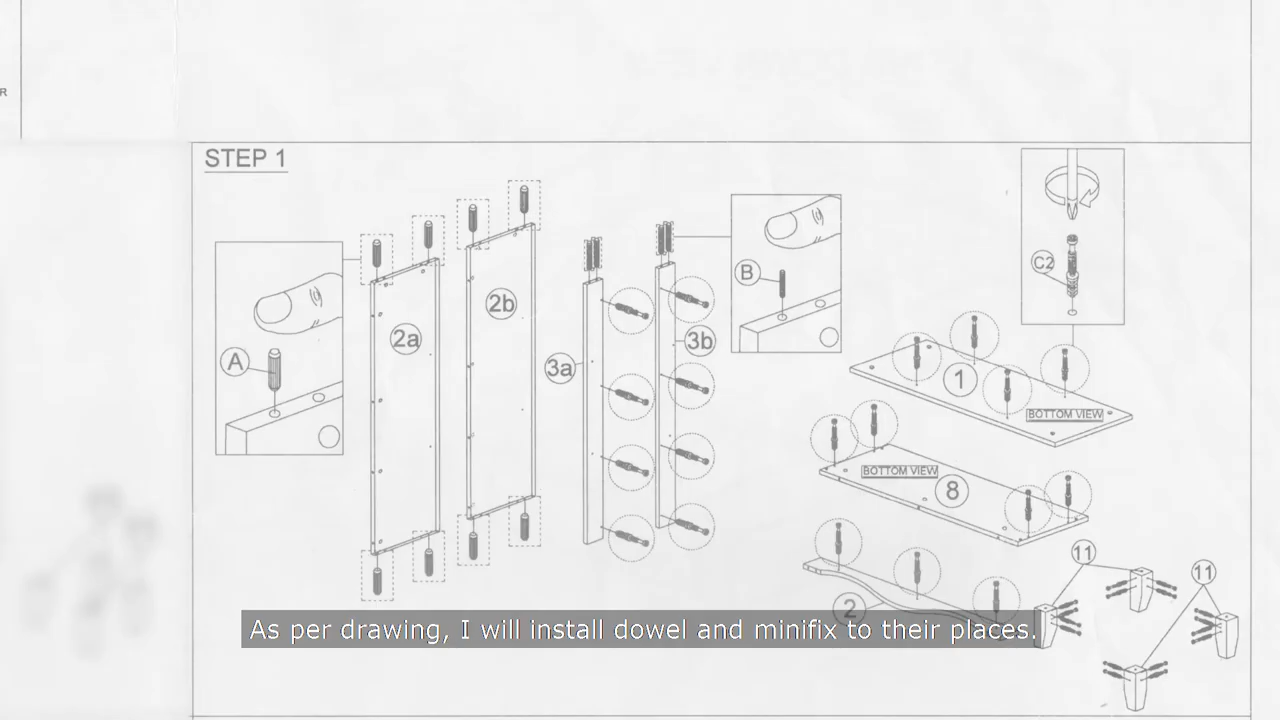 R
STEP 1
A
2a
2b
3a
3b
B
C2
1
BOTTOM VIEW
BOTTOM VIEW
8
2
11
11
As per drawing, I will install dowel and minifix to their places.